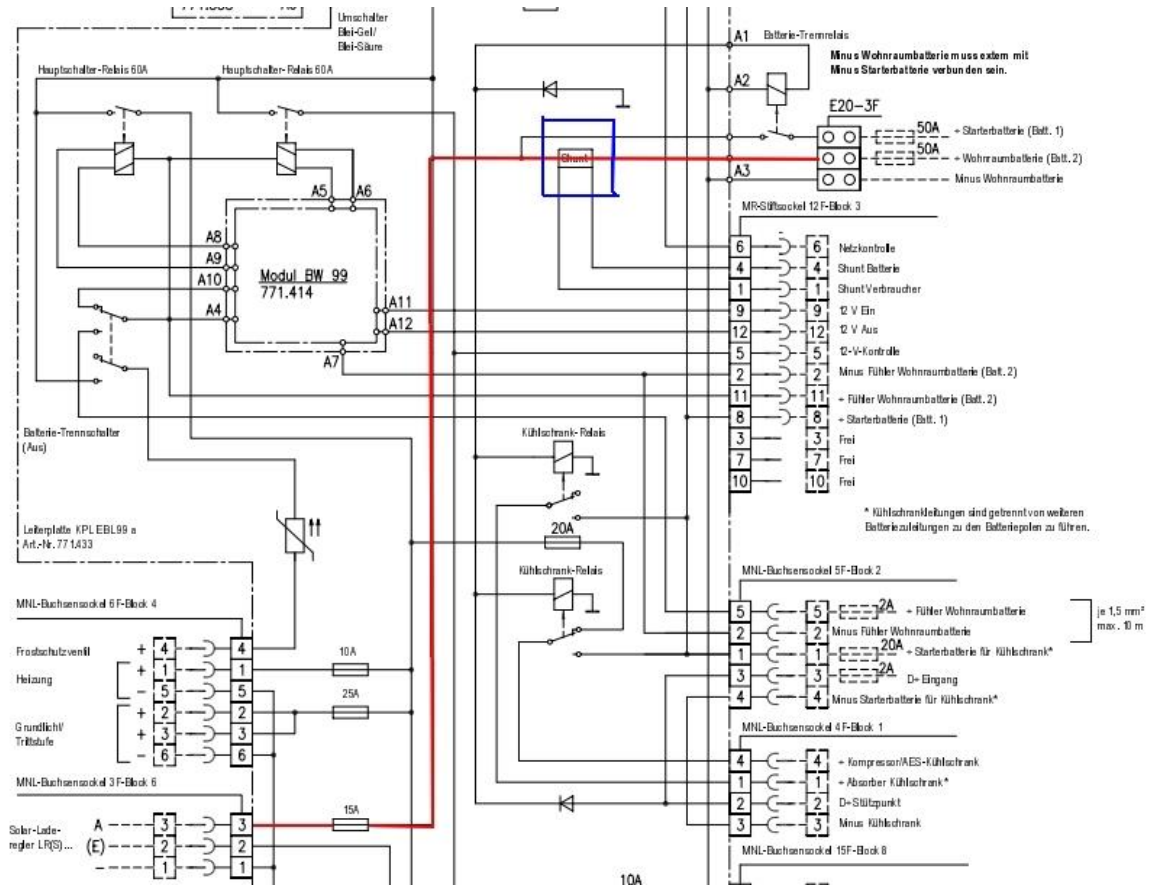 Umschalter
Blei-Gel/
Blei-Säure
Hauptschalter-Relais 60A
Hauptschalter-Relais 60A
A1
Batterie-Trennrelais
Minus Wohnraumbatterie muss extern mit
Minus Starterbatterie verbunden sein.
A2
E20-3F
50A
+ Starterbatterie (Batt. 1)
50A
+ Wohnraumbatterie (Batt. 2)
A3
Minus Wohnraumbatterie
Shunt
A5
A6
A8
A9
A10
A4
Modul BW 99
771.414
A11
A12
A7
MR-Stiftsockel 12F-Block 3
6 6 Netzkontrolle
4 4 Shunt Batterie
1 1 Shunt Verbraucher
9 9 12 V Ein
12 12 12 V Aus
5 5 12-V-Kontrolle
2 2 Minus Fühler Wohnraumbatterie (Batt. 2)
11 11 + Fühler Wohnraumbatterie (Batt. 2)
8 8 + Starterbatterie (Batt. 1)
3 3 Frei
7 7 Frei
10 10 Frei
Batterie-Trennschalter
(Aus)
Kühlschrank-Relais
20A
Kühlschrank-Relais
* Kühlschrankleitungen sind getrennt von weiteren
Batteriezuleitungen zu den Batteriepolen zu führen.
Leiterplatte KPL EBL99 a
Art.-Nr. 771.433
MNL-Buchsensockel 5F-Block 2
5 5 2A + Fühler Wohnraumbatterie
2 2 Minus Fühler Wohnraumbatterie
1 1 20A + Starterbatterie für Kühlschrank*
3 3 2A D+ Eingang
4 4 Minus Starterbatterie für Kühlschrank*
je 1,5 mm²
max. 10 m
MNL-Buchsensockel 6F-Block 4
Frostschutzventil + 4 4
Heizung + 1 1 10A
- 5 5
Grundlicht/
Trittstufe
+ 2 2 25A
+ 3 3
- 6 6
MNL-Buchsensockel 4F-Block 1
4 4 + Kompressor/AES-Kühlschrank
1 1 + Absorber Kühlschrank*
2 2 D+ Stützpunkt
3 3 Minus Kühlschrank
MNL-Buchsensockel 3F-Block 6
Solar-Lade-
regler LR(S)...
A 3 3 15A
(E) 2 2
- 1 1
MNL-Buchsensockel 15F-Block 8
10A